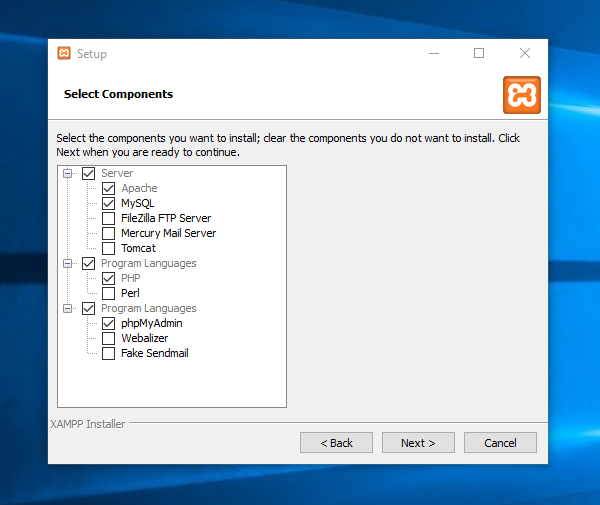 Setup
Select Components
Select the components you want to install; clear the components you do not want to install. Click
Next when you are ready to continue.
Server
Apache
MySQL
FileZilla FTP Server
Mercury Mail Server
Tomcat
Program Languages
PHP
Perl
Program Languages
phpMyAdmin
Webalizer
Fake Sendmail
XAMPP Installer
< Back
Next >
Cancel